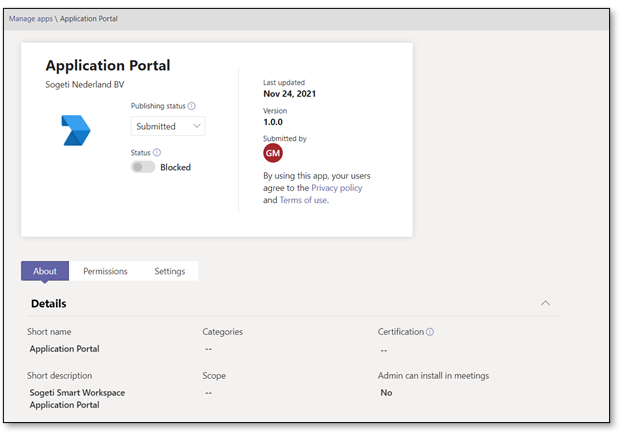 Manage apps \ Application Portal
Application Portal
Sogeti Nederland BV
Publishing status
Submitted
Status
Blocked
Last updated
Nov 24, 2021
Version
1.0.0
Submitted by
GM
By using this app, your users
agree to the Privacy policy
and Terms of use.
About
Permissions
Settings
Details
Short name
Application Portal
Categories
--
Certification
--
Short description
Sogeti Smart Workspace
Application Portal
Scope
--
Admin can install in meetings
No